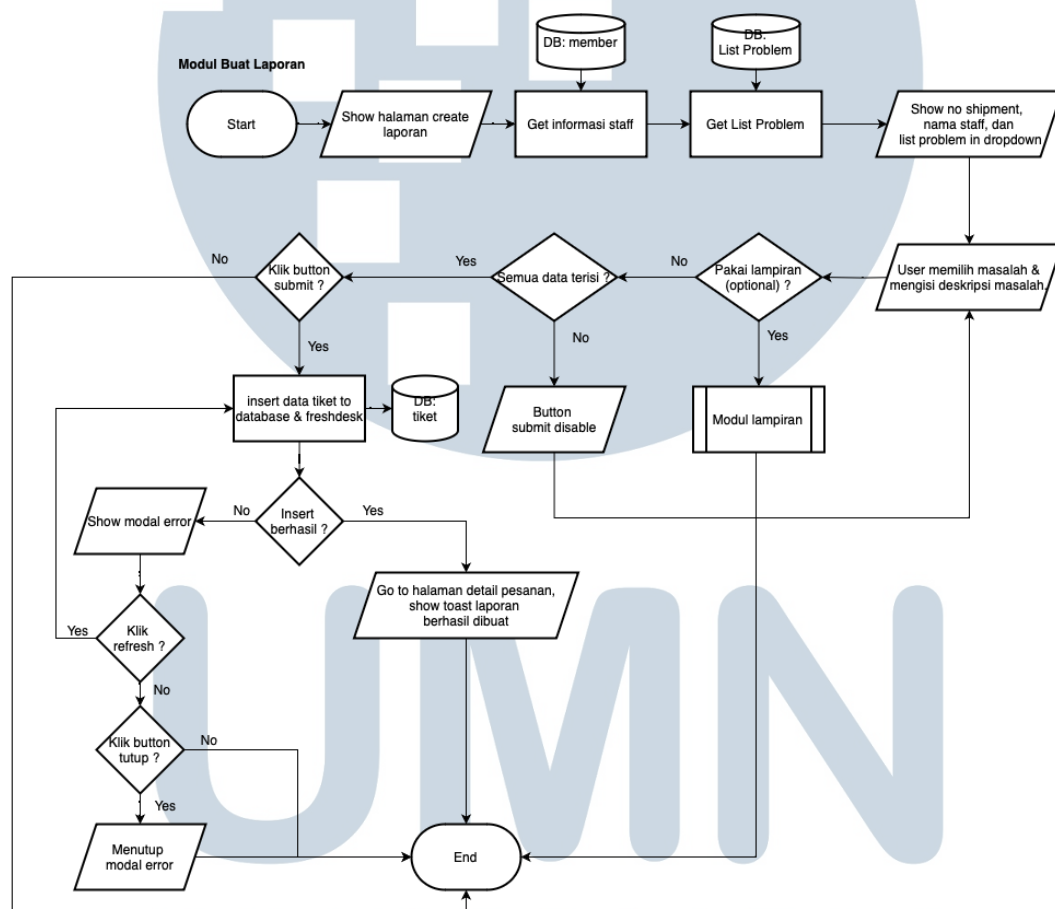 Modul Buat Laporan
DB: member
DB:
List Problem
Start
Show halaman create
laporan
Get informasi staff
Get List Problem
Show no shipment,
nama staff, dan
list problem in dropdown
No
Klik button
submit ?
Yes
Semua data terisi ?
No
Pakai lampiran
(optional) ?
User memilih masalah &
mengisi deskripsi masalah.
Yes
No
Yes
insert data tiket to
database & freshdesk
DB:
tiket
Button
submit disable
Modul lampiran
Show modal error
No
Insert
berhasil ?
Yes
Go to halaman detail pesanan,
show toast laporan
berhasil dibuat
Yes
Klik
refresh ?
No
Klik button
tutup ?
No
Yes
Menutup
modal error
End
UMN